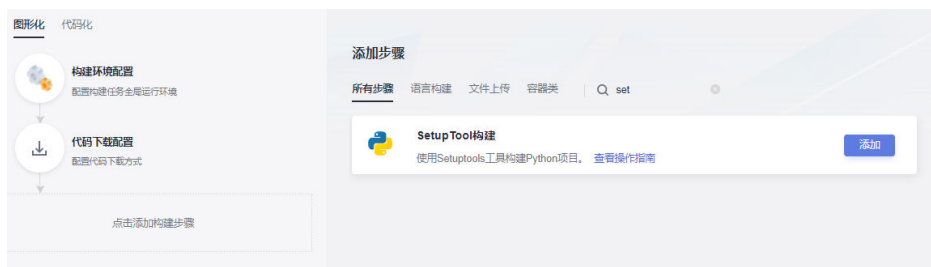 图形化 代码化
构建环境配置
配置构建任务全局运行环境
代码下载配置
配置代码下载方式
点击添加构建步骤
添加步骤
所有步骤 语言构建 文件上传 容器类 set
SetupTool构建
使用Setuptools工具构建Python项目。 查看操作指南
添加